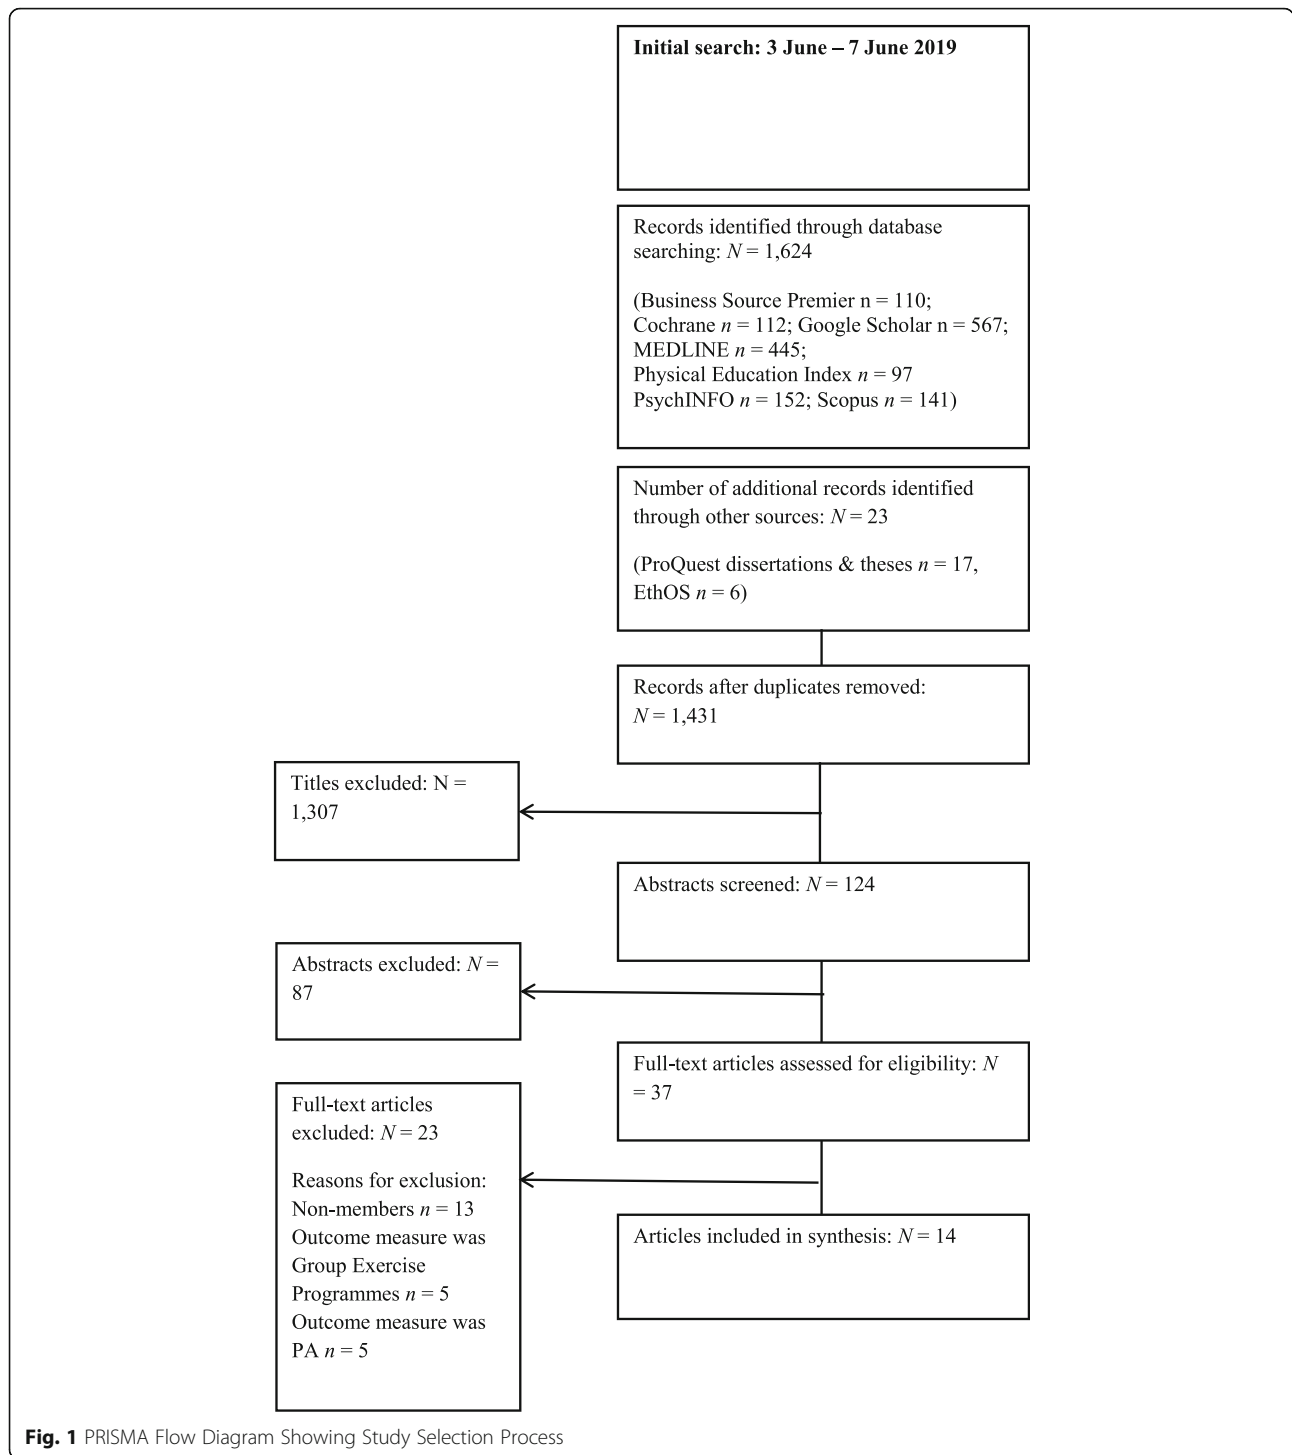 Initial search: 3 June – 7 June 2019
Records identified through database
searching: N = 1,624
(Business Source Premier n = 110;
Cochrane n = 112; Google Scholar n = 567;
MEDLINE n = 445;
Physical Education Index n = 97
PsychINFO n = 152; Scopus n = 141)
Number of additional records identified
through other sources: N = 23
(ProQuest dissertations & theses n = 17,
EthOS n = 6)
Records after duplicates removed:
N = 1,431
Titles excluded: N =
1,307
Abstracts screened: N = 124
Abstracts excluded: N =
87
Full-text articles assessed for eligibility: N
= 37
Full-text articles
excluded: N = 23
Reasons for exclusion:
Non-members n = 13
Outcome measure was
Group Exercise
Programmes n = 5
Outcome measure was
PA n = 5
Articles included in synthesis: N = 14
Fig. 1 PRISMA Flow Diagram Showing Study Selection Process